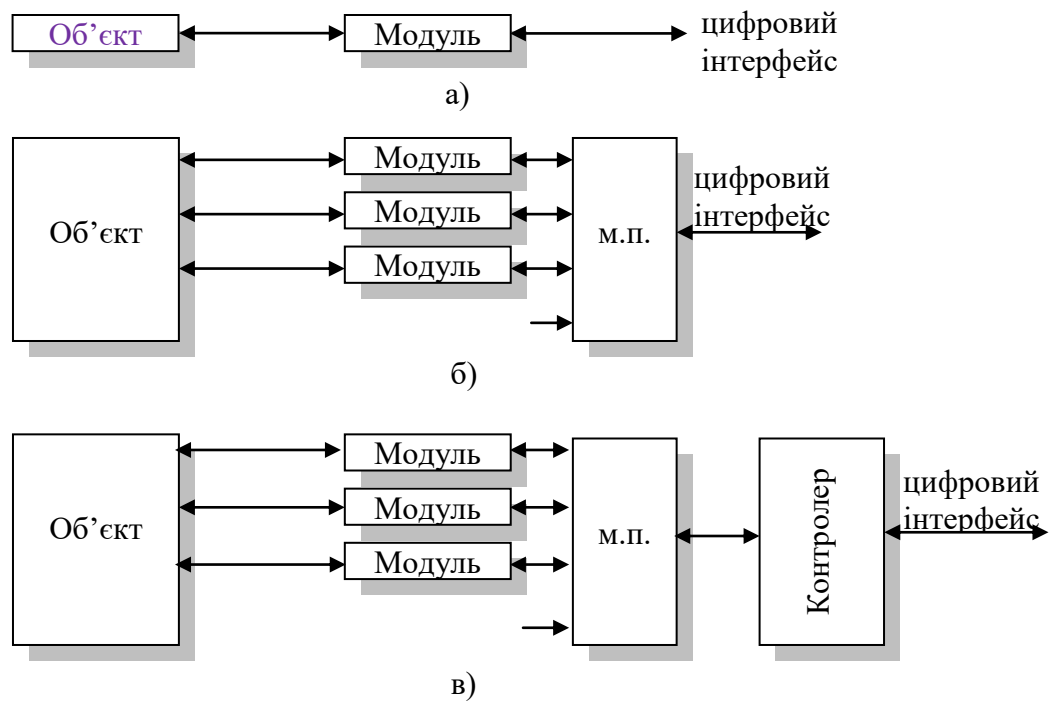 Об’єкт
Модуль
цифровий
інтерфейс
а)
Модуль
Модуль
Модуль
Об’єкт
м.п.
цифровий
інтерфейс
б)
Модуль
Модуль
Модуль
Об’єкт
м.п.
Контролер
цифровий
інтерфейс
в)